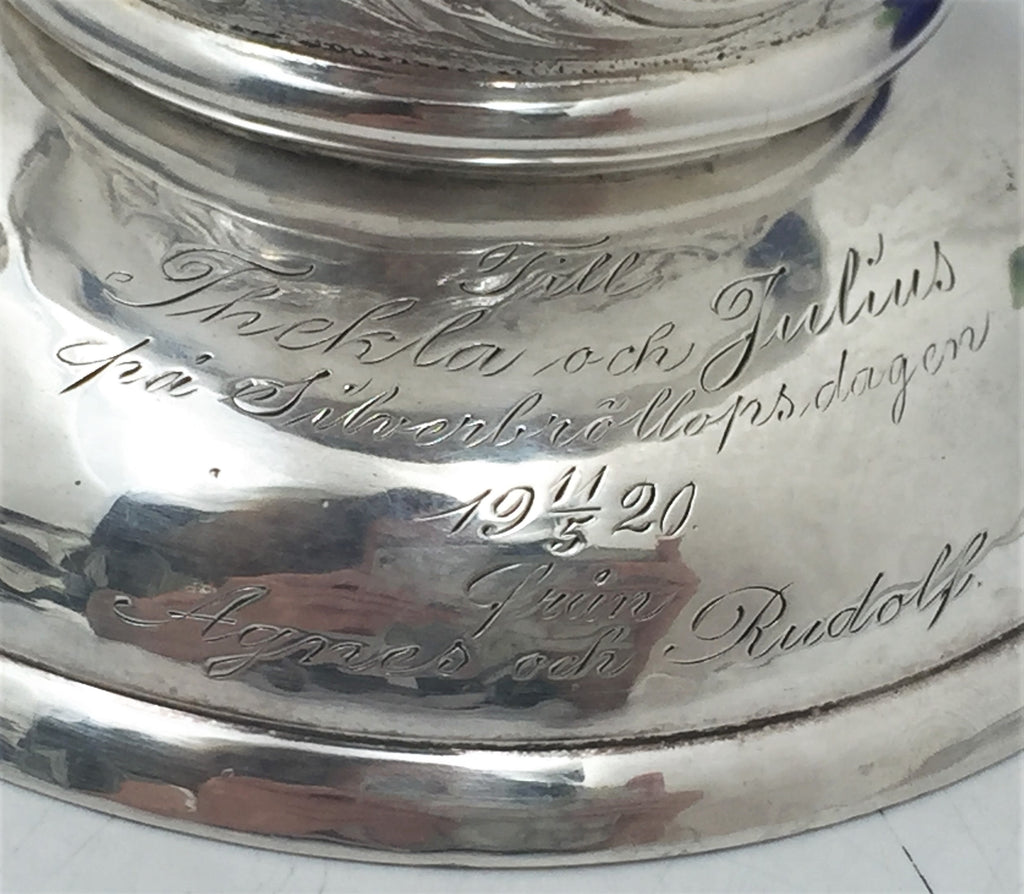 Till
Thekla och Julius
på Silverbröllopsdagen
19 11/5 20.
från
Agnes och Rudolf.